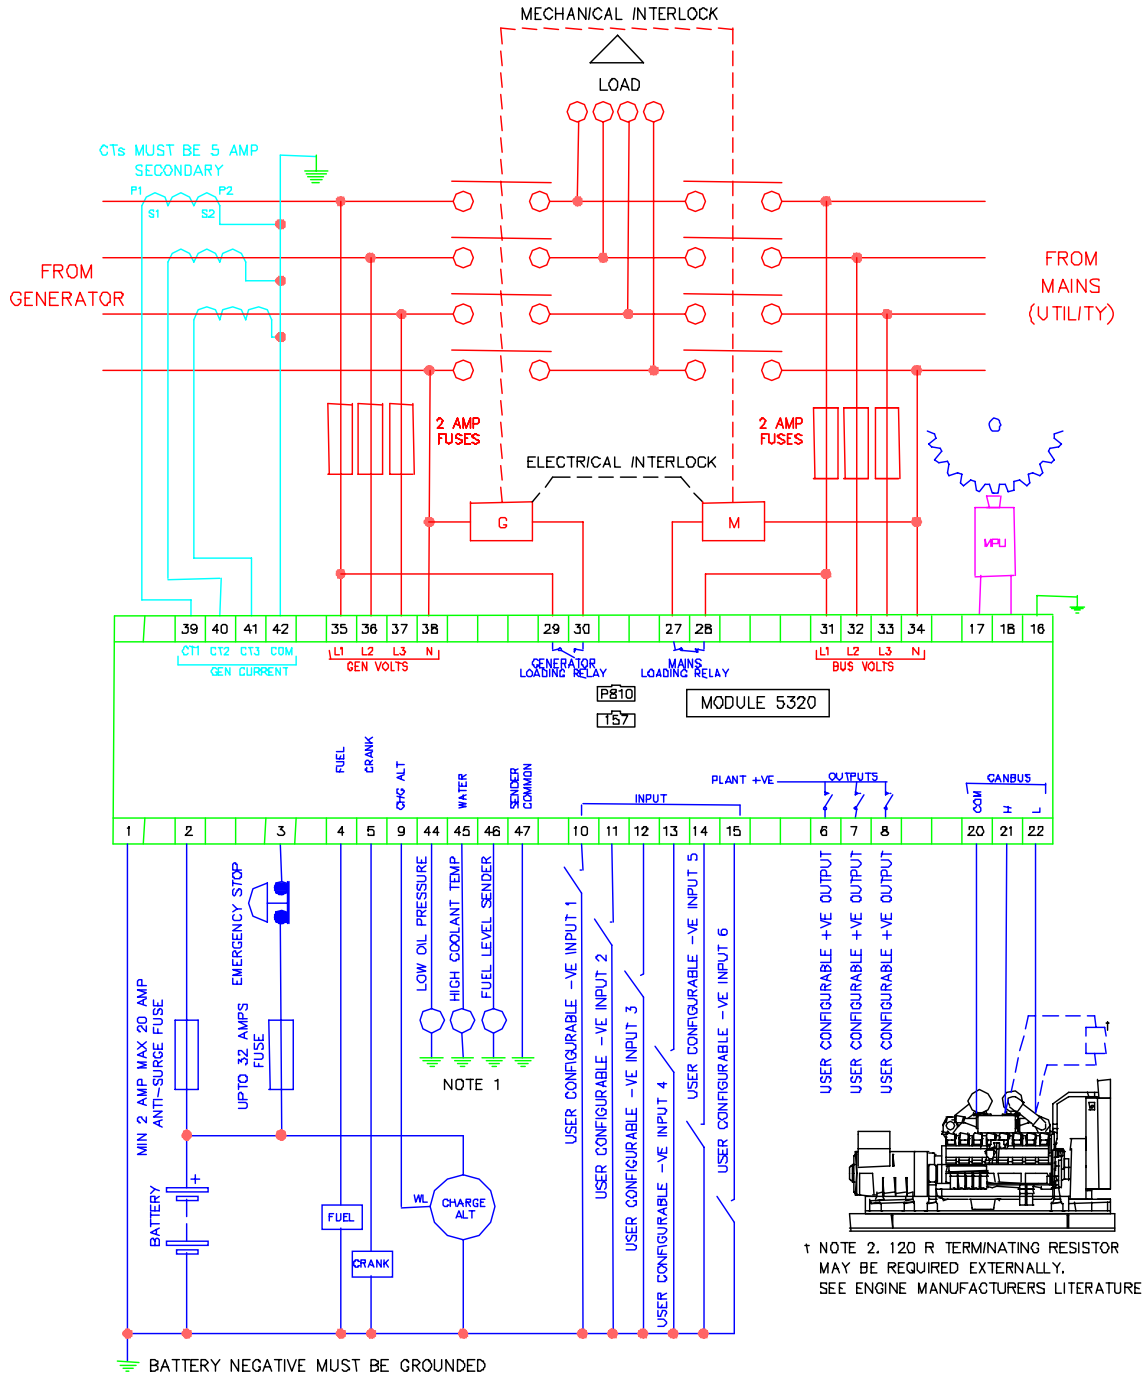 MECHANICAL INTERLOCK
LOAD
CTs MUST BE 5 AMP
SECONDARY
P1
P2
S1
S2
FROM
GENERATOR
FROM
MAINS
(UTILITY)
2 AMP
FUSES
2 AMP
FUSES
ELECTRICAL INTERLOCK
G
M
MPU
39 40 41 42 35 36 37 38 29 30 27 28 31 32 33 34 17 18 16
CT1 CT2 CT3 COM L1 L2 L3 N L1 L2 L3 N
GEN CURRENT
GEN VOLTS
GENERATOR
LOADING RELAY
MAINS
LOADING RELAY
BUS VOLTS
P810
157
MODULE 5320
FUEL
CRANK
CHG ALT
WATER
SENDER
COMMON
INPUT
PLANT +VE
OUTPUTS
CANBUS
COM
H
L
1 2 3 4 5 9 44 45 46 47 10 11 12 13 14 15 6 7 8 20 21 22
EMERGENCY STOP
LOW OIL PRESSURE
HIGH COOLANT TEMP
FUEL LEVEL SENDER
USER CONFIGURABLE -VE INPUT 1
USER CONFIGURABLE -VE INPUT 2
USER CONFIGURABLE -VE INPUT 3
USER CONFIGURABLE -VE INPUT 4
USER CONFIGURABLE -VE INPUT 5
USER CONFIGURABLE -VE INPUT 6
USER CONFIGURABLE +VE OUTPUT
USER CONFIGURABLE +VE OUTPUT
USER CONFIGURABLE +VE OUTPUT
MIN 2 AMP MAX 20 AMP
ANTI-SURGE FUSE
UPTO 32 AMPS
FUSE
NOTE 1
†
BATTERY
+
WL
CHARGE
ALT
FUEL
CRANK
† NOTE 2. 120 R TERMINATING RESISTOR
MAY BE REQUIRED EXTERNALLY.
SEE ENGINE MANUFACTURERS LITERATURE
BATTERY NEGATIVE MUST BE GROUNDED